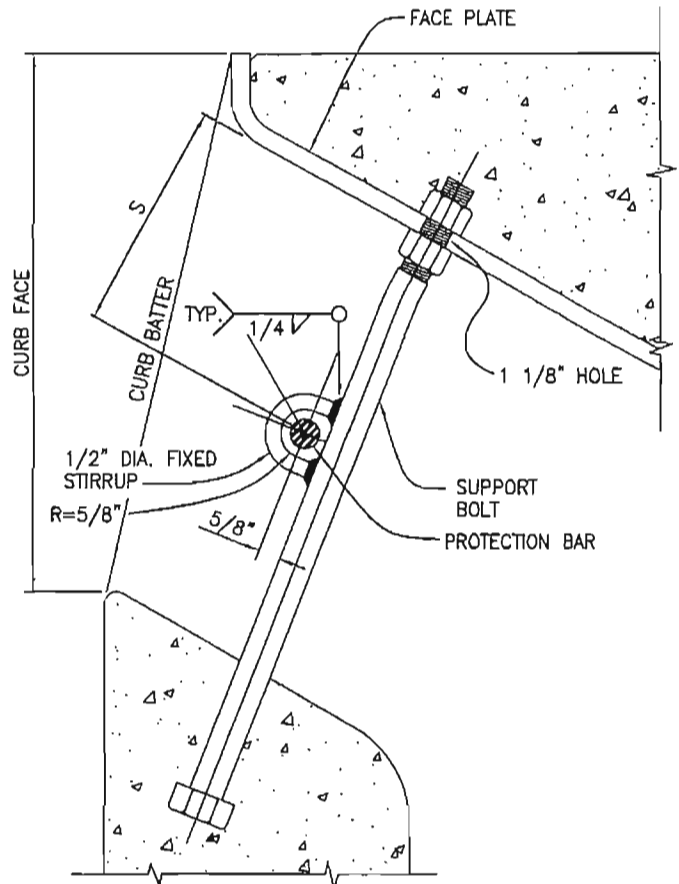 FACE PLATE
S
CURB FACE
CURB BATTER
TYP.
1/4
1 1/8" HOLE
1/2" DIA. FIXED
STIRRUP
R=5/8"
5/8"
SUPPORT
BOLT
PROTECTION BAR